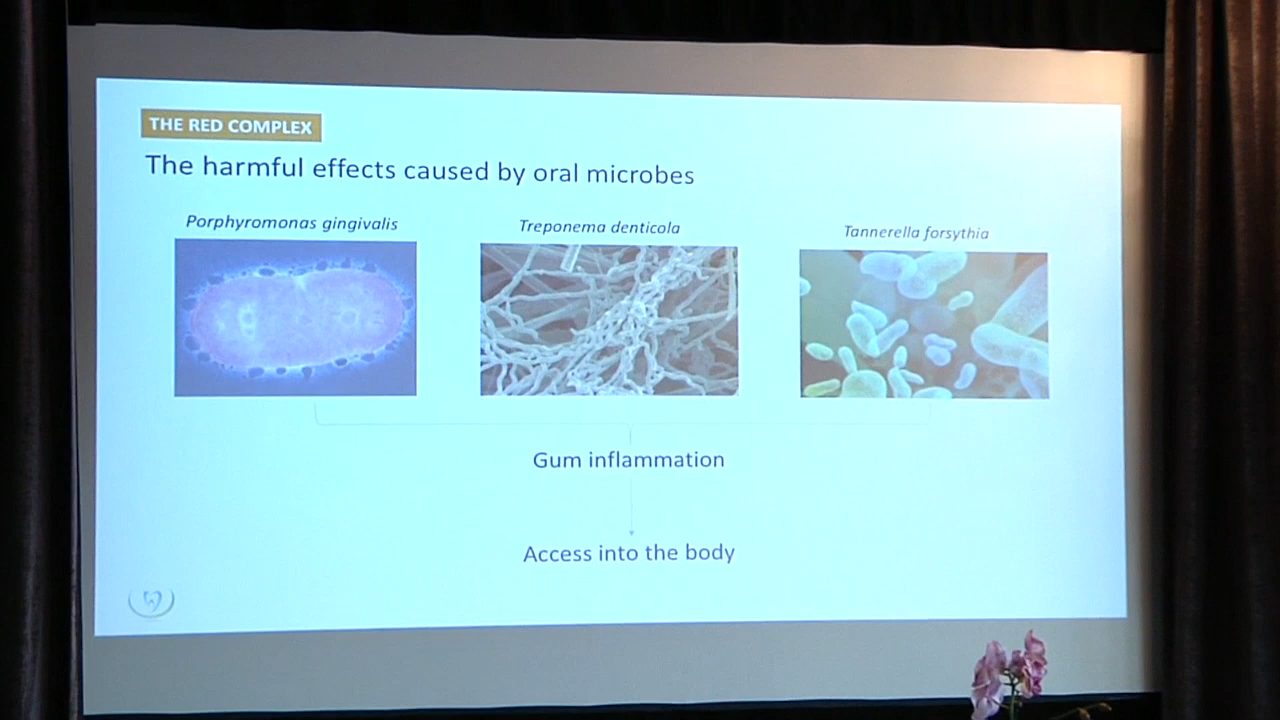 THE RED COMPLEX
The harmful effects caused by oral microbes
Porphyromonas gingivalis
Treponema denticola
Tannerella forsythia
Gum inflammation
Access into the body